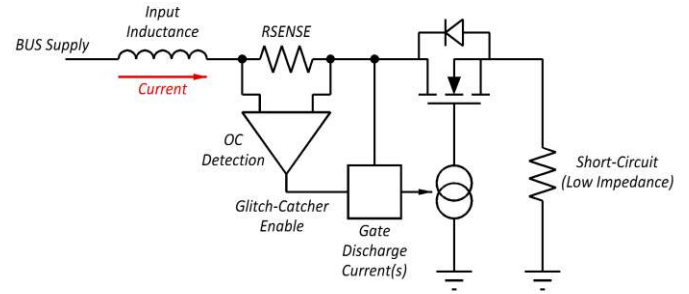 Input
Inductance
RSENSE
BUS Supply
Current
OC
Detection
Short-Circuit
(Low Impedance)
Glitch-Catcher
Enable
Gate
Discharge
Current(s)